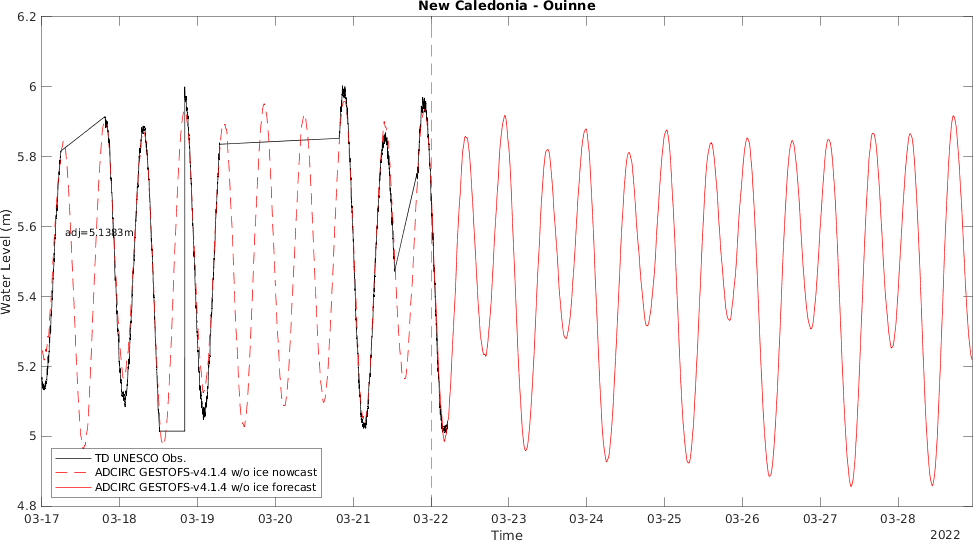 New Caledonia - Ouinne
6.2
6
5.8
5.6
5.4
5.2
5
4.8
Water Level (m)
adj=5.1383m
TD UNESCO Obs.
ADCIRC GESTOFS-v4.1.4 w/o ice nowcast
ADCIRC GESTOFS-v4.1.4 w/o ice forecast
03-17 03-18 03-19 03-20 03-21 03-22 03-23 03-24 03-25 03-26 03-27 03-28
Time
2022